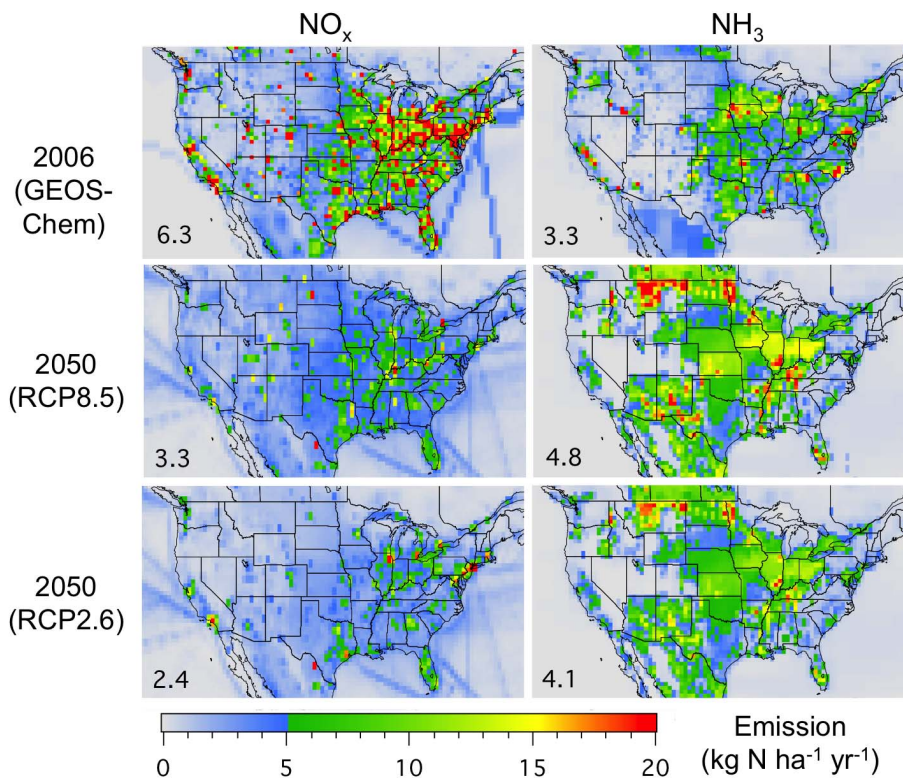 NOₓ NH₃
2006
(GEOS-
Chem)
6.3 3.3
2050
(RCP8.5)
3.3 4.8
2050
(RCP2.6)
2.4 4.1
0 5 10 15 20
Emission
(kg N ha⁻¹ yr⁻¹)